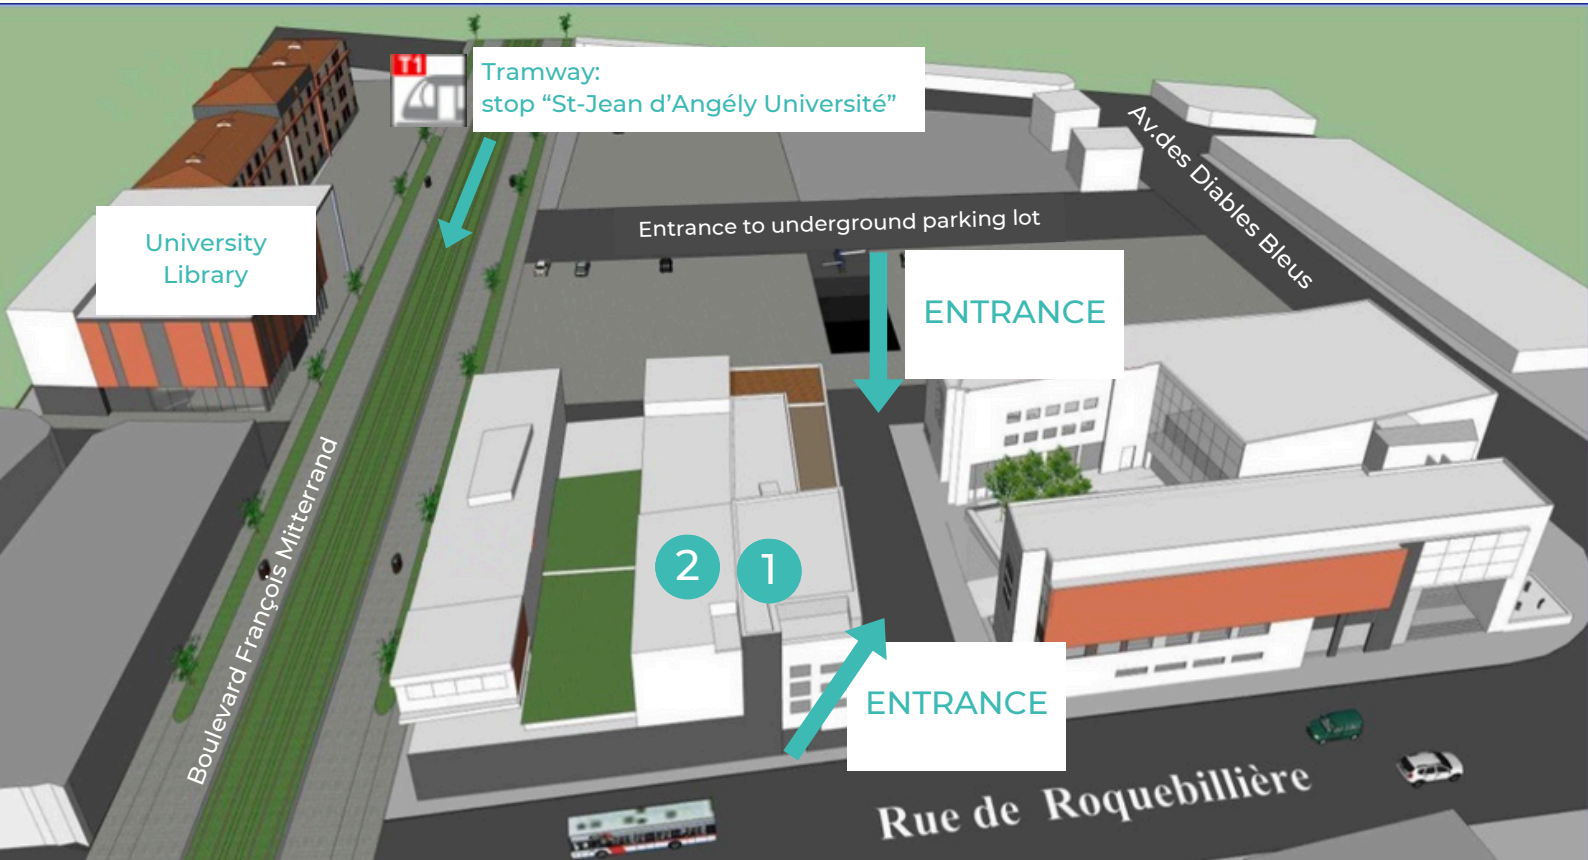 T1
Tramway:
stop “St-Jean d’Angély Université”
Av.des Diables Bleus
University
Library
Entrance to underground parking lot
ENTRANCE
Boulevard François Mitterrand
2
1
ENTRANCE
Rue de Roquebillière